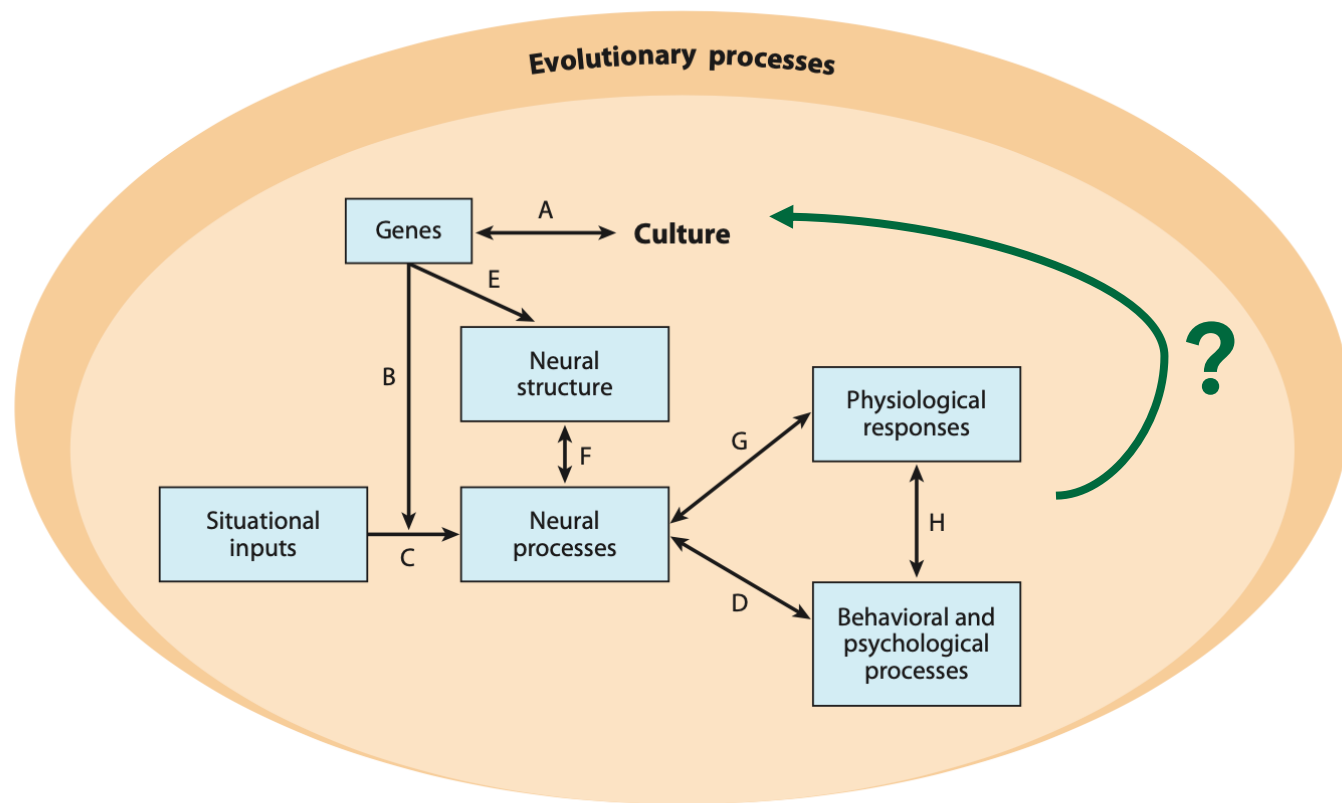 Evolutionary processes
Genes
A
Culture
E
Neural
structure
B
?
Physiological
responses
G
F
Situational
inputs
C
Neural
processes
H
D
Behavioral and
psychological
processes